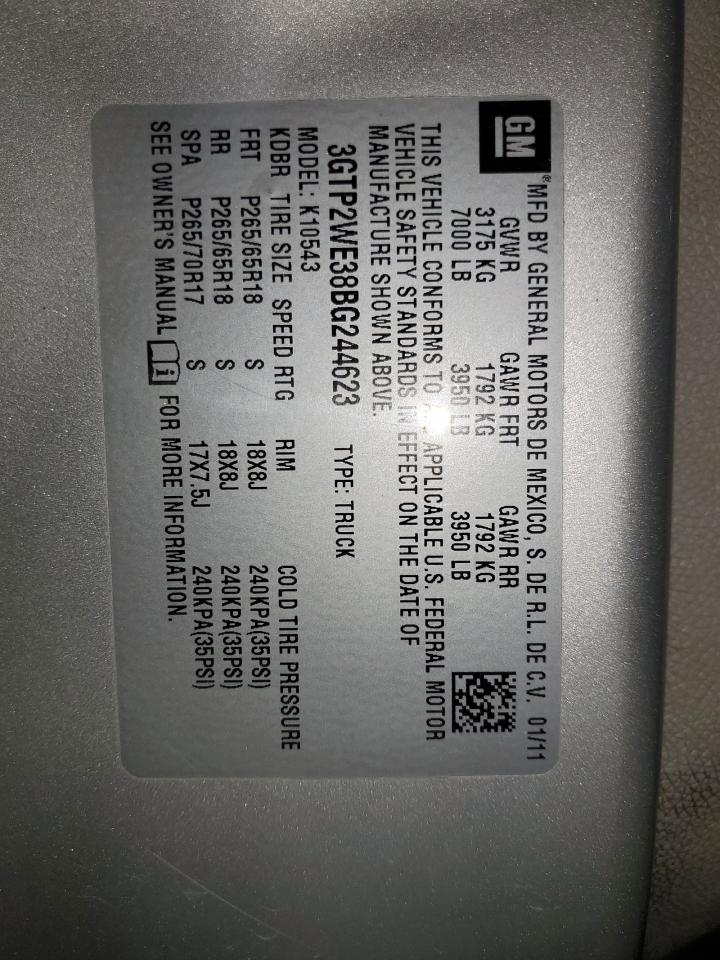 GM
® MFD BY GENERAL MOTORS DE MEXICO, S. DE R.L. DE C.V. 01/11
GVWR GAWR FRT GAWR RR
3175 KG 1792 KG 1792 KG
7000 LB 3950 LB 3950 LB
THIS VEHICLE CONFORMS TO APPLICABLE U.S. FEDERAL MOTOR
VEHICLE SAFETY STANDARDS IN EFFECT ON THE DATE OF
MANUFACTURE SHOWN ABOVE.
3GTP2WE38BG244623 TYPE: TRUCK
MODEL: K10543
KDBR TIRE SIZE SPEED RTG RIM COLD TIRE PRESSURE
FRT P265/65R18 S 18X8J 240KPA(35PSI)
RR P265/65R18 S 18X8J 240KPA(35PSI)
SPA P265/70R17 S 17X7.5J 240KPA(35PSI)
SEE OWNER'S MANUAL i FOR MORE INFORMATION.